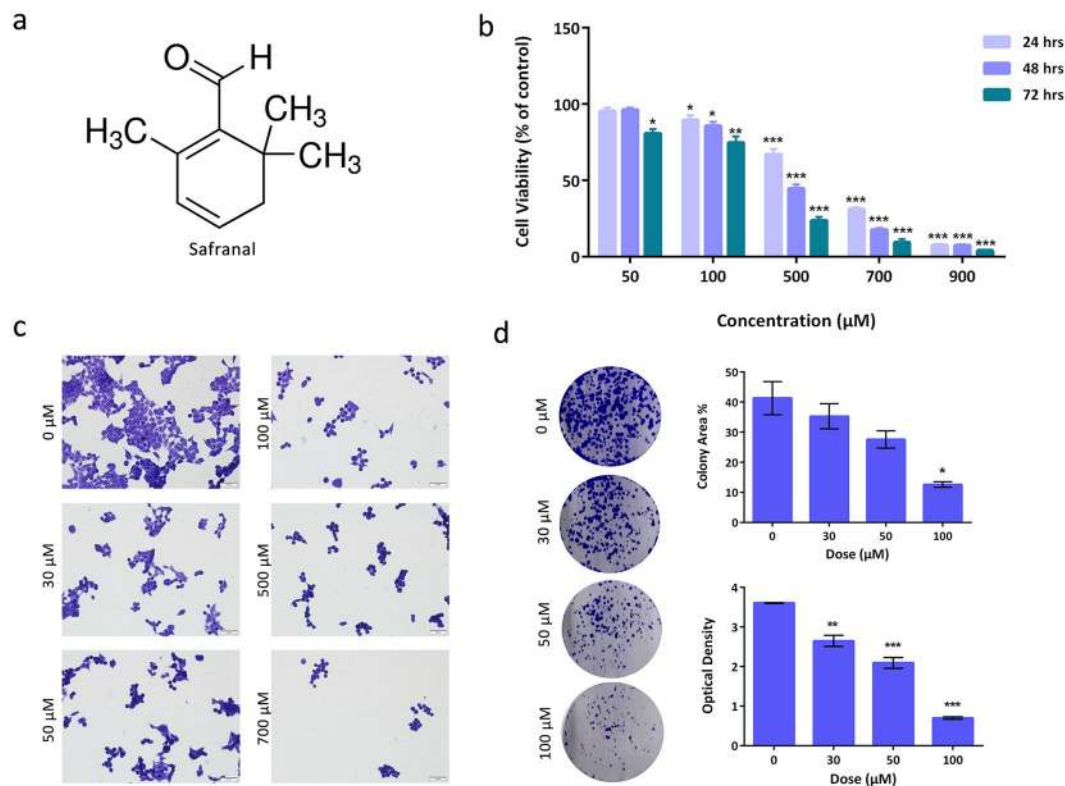 a
O
H
H₃C
CH₃
CH₃
Safranal
b
Cell Viability (% of control)
150
100
50
0
* * * ** *** *** *** *** *** *** *** *** ***
50 100 500 700 900
Concentration (µM)
24 hrs
48 hrs
72 hrs
c
0 µM
100 µM
30 µM
500 µM
50 µM
700 µM
d
0 µM
30 µM
50 µM
100 µM
Colony Area %
50
40
30
20
10
0
*
0 30 50 100
Dose (µM)
Optical Density
4
3
2
1
0
** *** ***
0 30 50 100
Dose (µM)